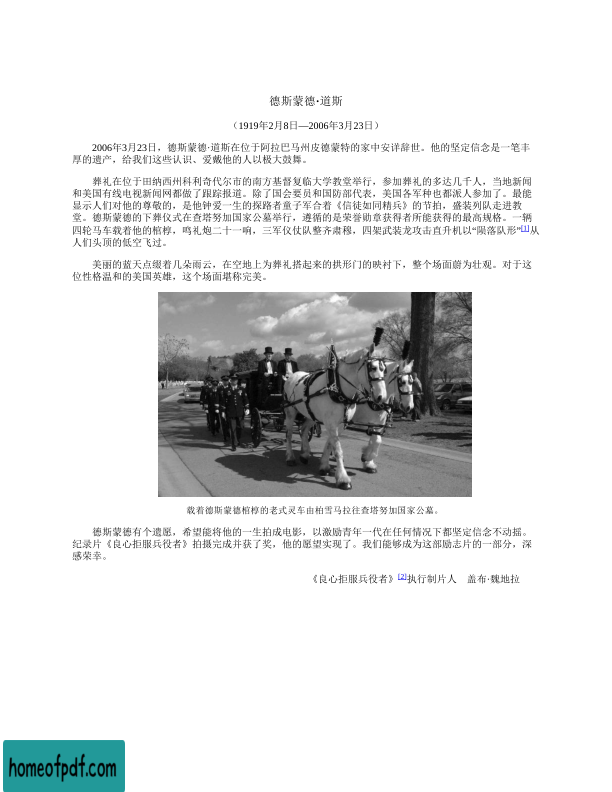 德斯蒙德·道斯
（1919年2月8日—2006年3月23日）
2006年3月23日，德斯蒙德·道斯在位于阿拉巴马州皮德蒙特的家中安详辞世。他的坚定信念是一笔丰
厚的遗产，给我们这些认识、爱戴他的人以极大鼓舞。
葬礼在位于田纳西州科利奇代尔市的南方基督复临大学教堂举行，参加葬礼的多达几千人，当地新闻
和美国有线电视新闻网都做了跟踪报道。除了国会要员和国防部代表，美国各军种也都派人参加了。最能
显示人们对他的尊敬的，是他钟爱一生的探路者童子军合着《信徒如同精兵》的节拍，盛装列队走进教
堂。德斯蒙德的下葬仪式在查塔努加国家公墓举行，遵循的是荣誉勋章获得者所能获得的最高规格。一辆
四轮马车载着他的棺椁，鸣礼炮二十一响，三军仪仗队整齐肃穆，四架武装龙攻击直升机以“陨落队形”[1]从
人们头顶的低空飞过。
美丽的蓝天点缀着几朵雨云，在空地上为葬礼搭起来的拱形门的映衬下，整个场面蔚为壮观。对于这
位性格温和的美国英雄，这个场面堪称完美。
载着德斯蒙德棺椁的老式灵车由柏雪马拉往查塔努加国家公墓。
德斯蒙德有个遗愿，希望能将他的一生拍成电影，以激励青年一代在任何情况下都坚定信念不动摇。
纪录片《良心拒服兵役者》拍摄完成并获了奖，他的愿望实现了。我们能够成为这部励志片的一部分，深
感荣幸。
《良心拒服兵役者》[2]执行制片人　盖布·魏地拉
homeofpdf.com